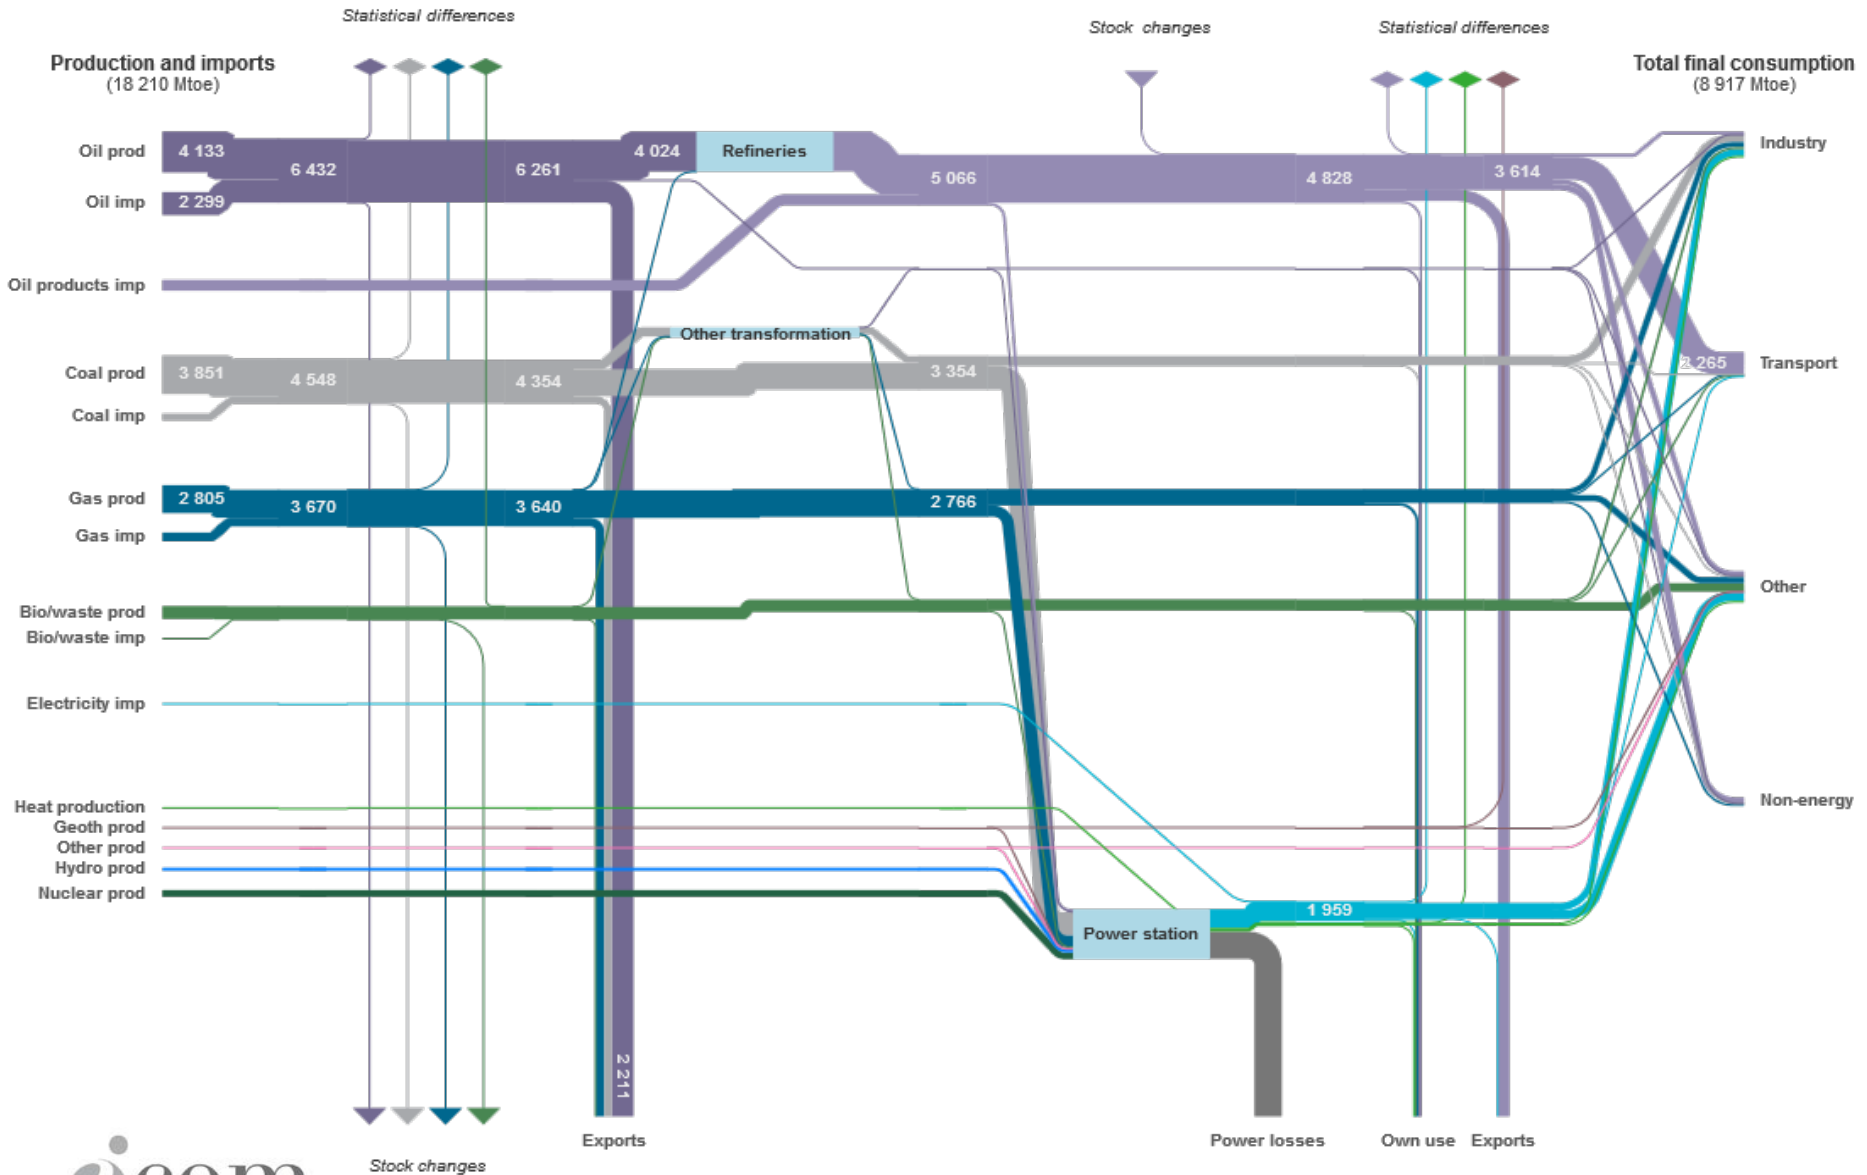 Statistical differences
Stock changes
Statistical differences
Production and imports
(18 210 Mtoe)
Total final consumption
(8 917 Mtoe)
Oil prod
4 133
6 432
6 261
4 024
Refineries
5 066
4 828
3 614
Industry
Oil imp
2 299
Oil products imp
Other transformation
Coal prod
3 851
4 548
4 354
3 354
2 265
Transport
Coal imp
Gas prod
2 805
3 670
3 640
2 766
Gas imp
Other
Bio/waste prod
Bio/waste imp
Electricity imp
Non-energy
Heat production
Geoth prod
Other prod
Hydro prod
Nuclear prod
1 959
Power station
2 211
Exports
Power losses
Own use
Exports
Stock changes